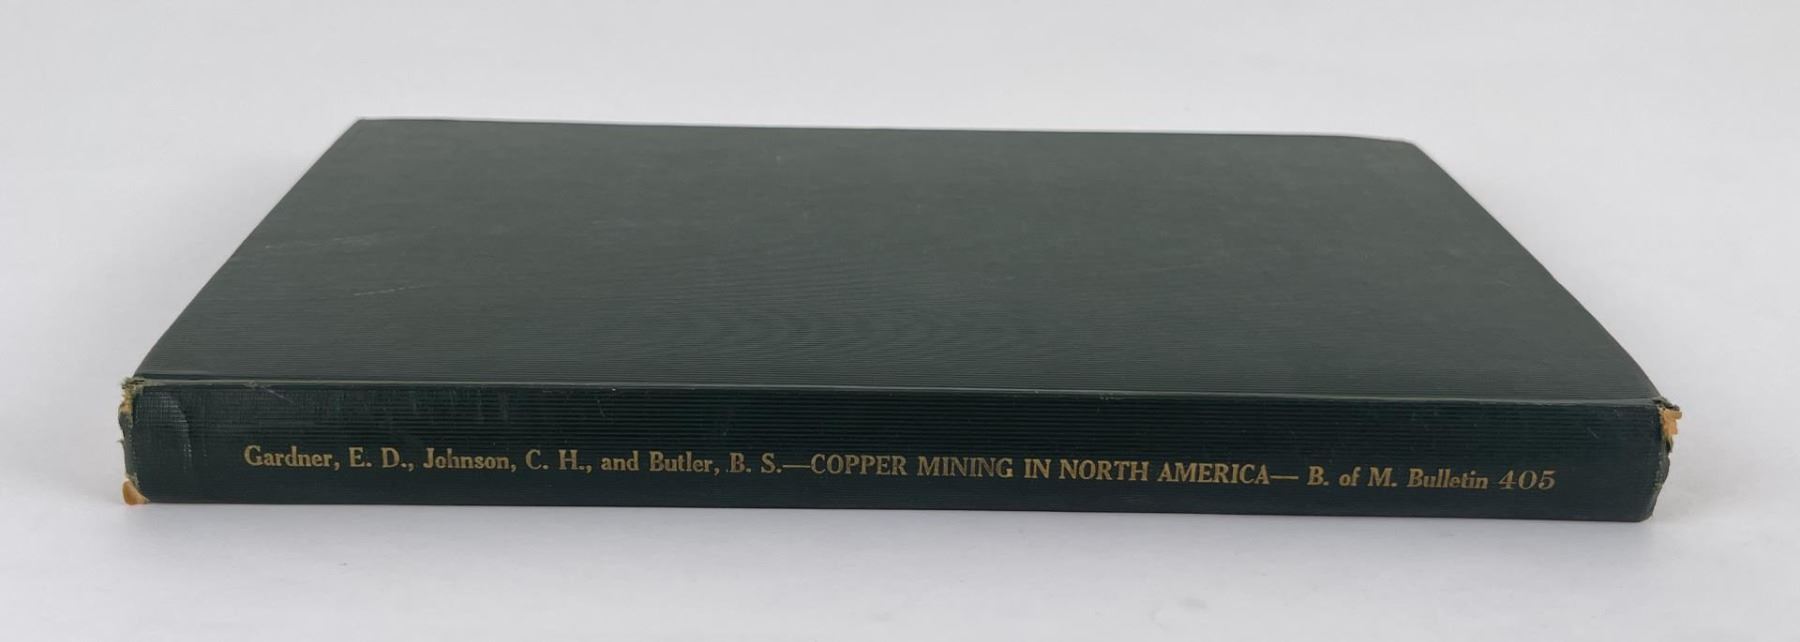 Gardner, E. D., Johnson, C. H., and Butler, B. S.—COPPER MINING IN NORTH AMERICA— B. of M. Bulletin 405